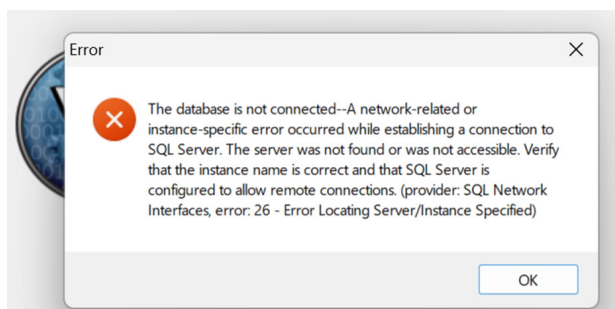 Error
The database is not connected--A network-related or
instance-specific error occurred while establishing a connection to
SQL Server. The server was not found or was not accessible. Verify
that the instance name is correct and that SQL Server is
configured to allow remote connections. (provider: SQL Network
Interfaces, error: 26 - Error Locating Server/Instance Specified)
OK